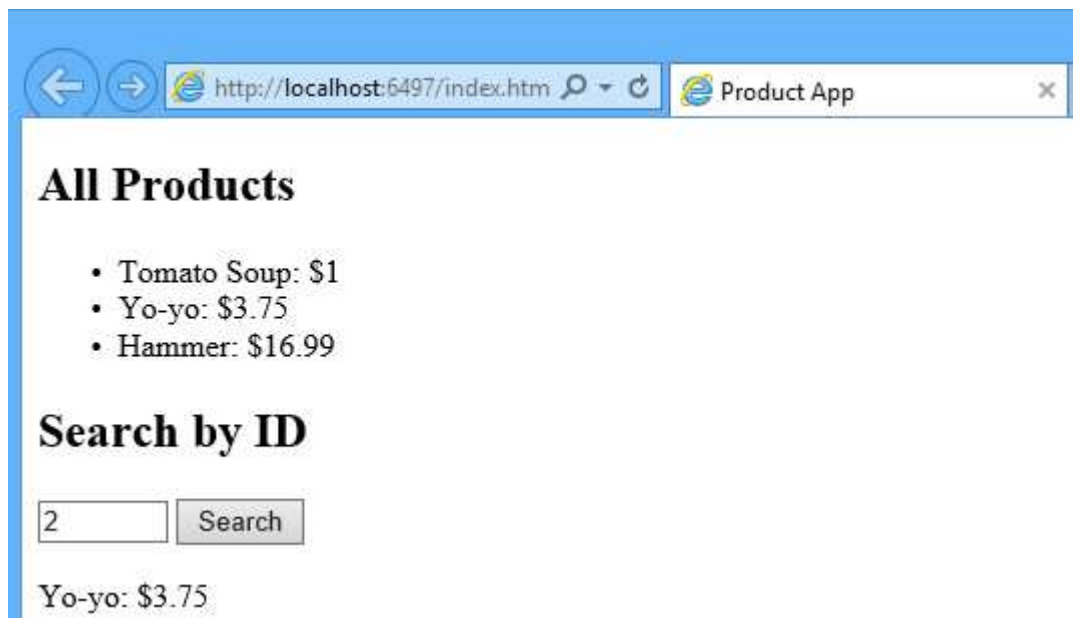 http://localhost:6497/index.htm
Product App
All Products
• Tomato Soup: $1
• Yo-yo: $3.75
• Hammer: $16.99
Search by ID
2 Search
Yo-yo: $3.75